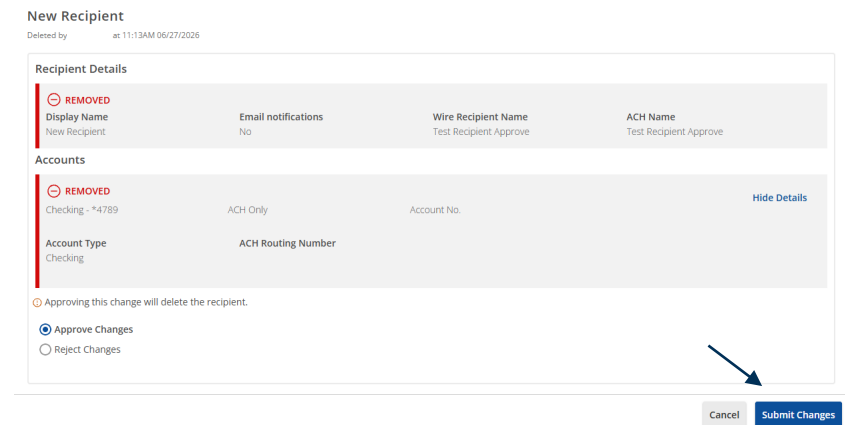 New Recipient
Deleted by at 11:13AM 06/27/2026
Recipient Details
REMOVED
Display Name Email notifications Wire Recipient Name ACH Name
New Recipient No Test Recipient Approve Test Recipient Approve
Accounts
REMOVED
Hide Details
Checking - *4789 ACH Only Account No.
Account Type ACH Routing Number
Checking
Approving this change will delete the recipient.
Approve Changes
Reject Changes
Cancel Submit Changes